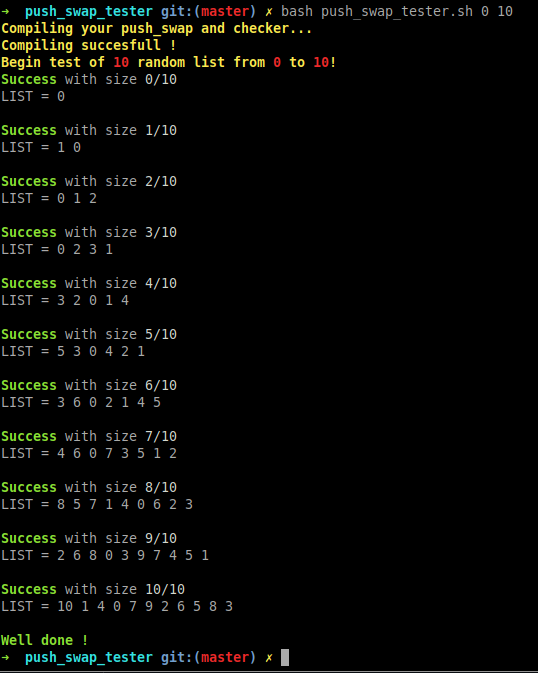 ➜  push_swap_tester git:(master) ✗ bash push_swap_tester.sh 0 10
Compiling your push_swap and checker...
Compiling succesfull !
Begin test of 10 random list from 0 to 10!
Success with size 0/10
LIST = 0
Success with size 1/10
LIST = 1 0
Success with size 2/10
LIST = 0 1 2
Success with size 3/10
LIST = 0 2 3 1
Success with size 4/10
LIST = 3 2 0 1 4
Success with size 5/10
LIST = 5 3 0 4 2 1
Success with size 6/10
LIST = 3 6 0 2 1 4 5
Success with size 7/10
LIST = 4 6 0 7 3 5 1 2
Success with size 8/10
LIST = 8 5 7 1 4 0 6 2 3
Success with size 9/10
LIST = 2 6 8 0 3 9 7 4 5 1
Success with size 10/10
LIST = 10 1 4 0 7 9 2 6 5 8 3
Well done !
➜  push_swap_tester git:(master) ✗